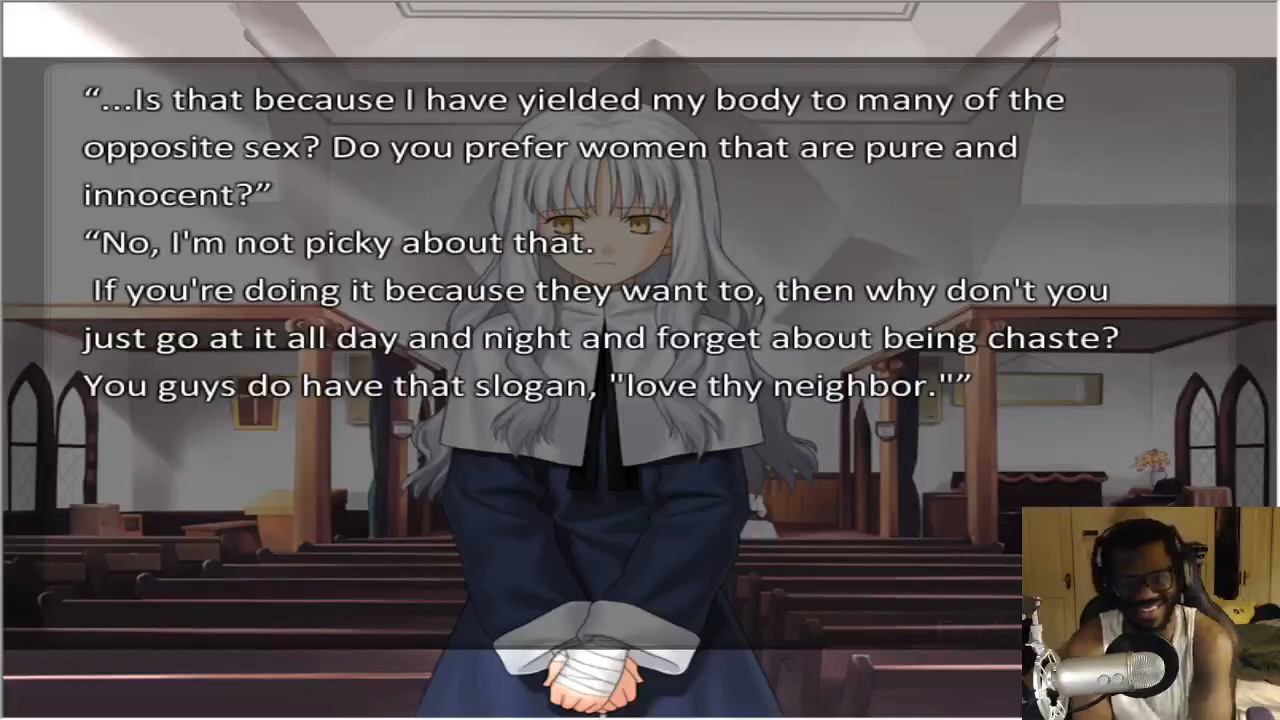 “...Is that because I have yielded my body to many of the
opposite sex? Do you prefer women that are pure and
innocent?”
“No, I'm not picky about that.
If you're doing it because they want to, then why don't you
just go at it all day and night and forget about being chaste?
You guys do have that slogan, "love thy neighbor."”